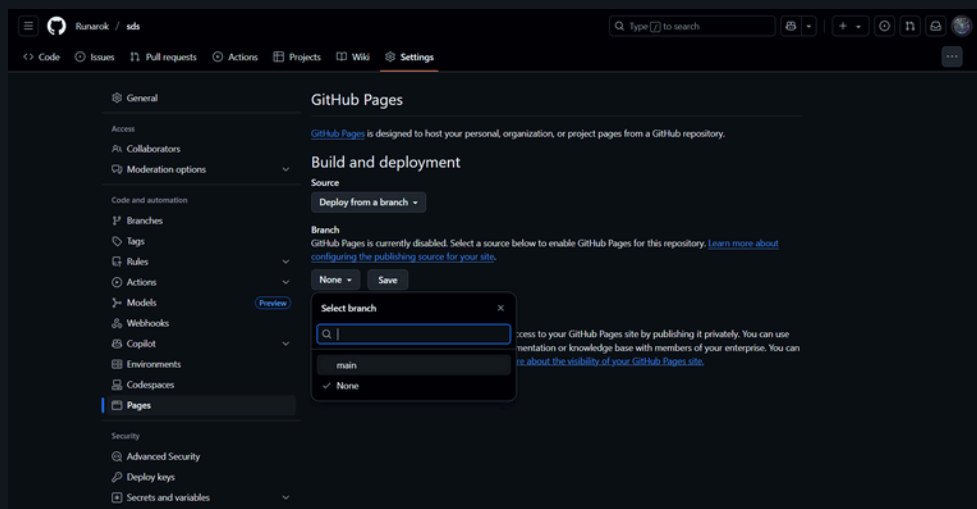 Runarok / sds
Type / to search
Code Issues Pull requests Actions Projects Wiki Settings
General
Access
Collaborators
Moderation options
Code and automation
Branches
Tags
Rules
Actions
Models Preview
Webhooks
Copilot
Environments
Codespaces
Pages
Security
Advanced Security
Deploy keys
Secrets and variables
GitHub Pages
GitHub Pages is designed to host your personal, organization, or project pages from a GitHub repository.
Build and deployment
Source
Deploy from a branch
Branch
GitHub Pages is currently disabled. Select a source below to enable GitHub Pages for this repository. Learn more about
configuring the publishing source for your site.
None Save
Select branch
main
None
ccess to your GitHub Pages site by publishing it privately. You can use
mentation or knowledge base with members of your enterprise. You can
re about the visibility of your GitHub Pages site.